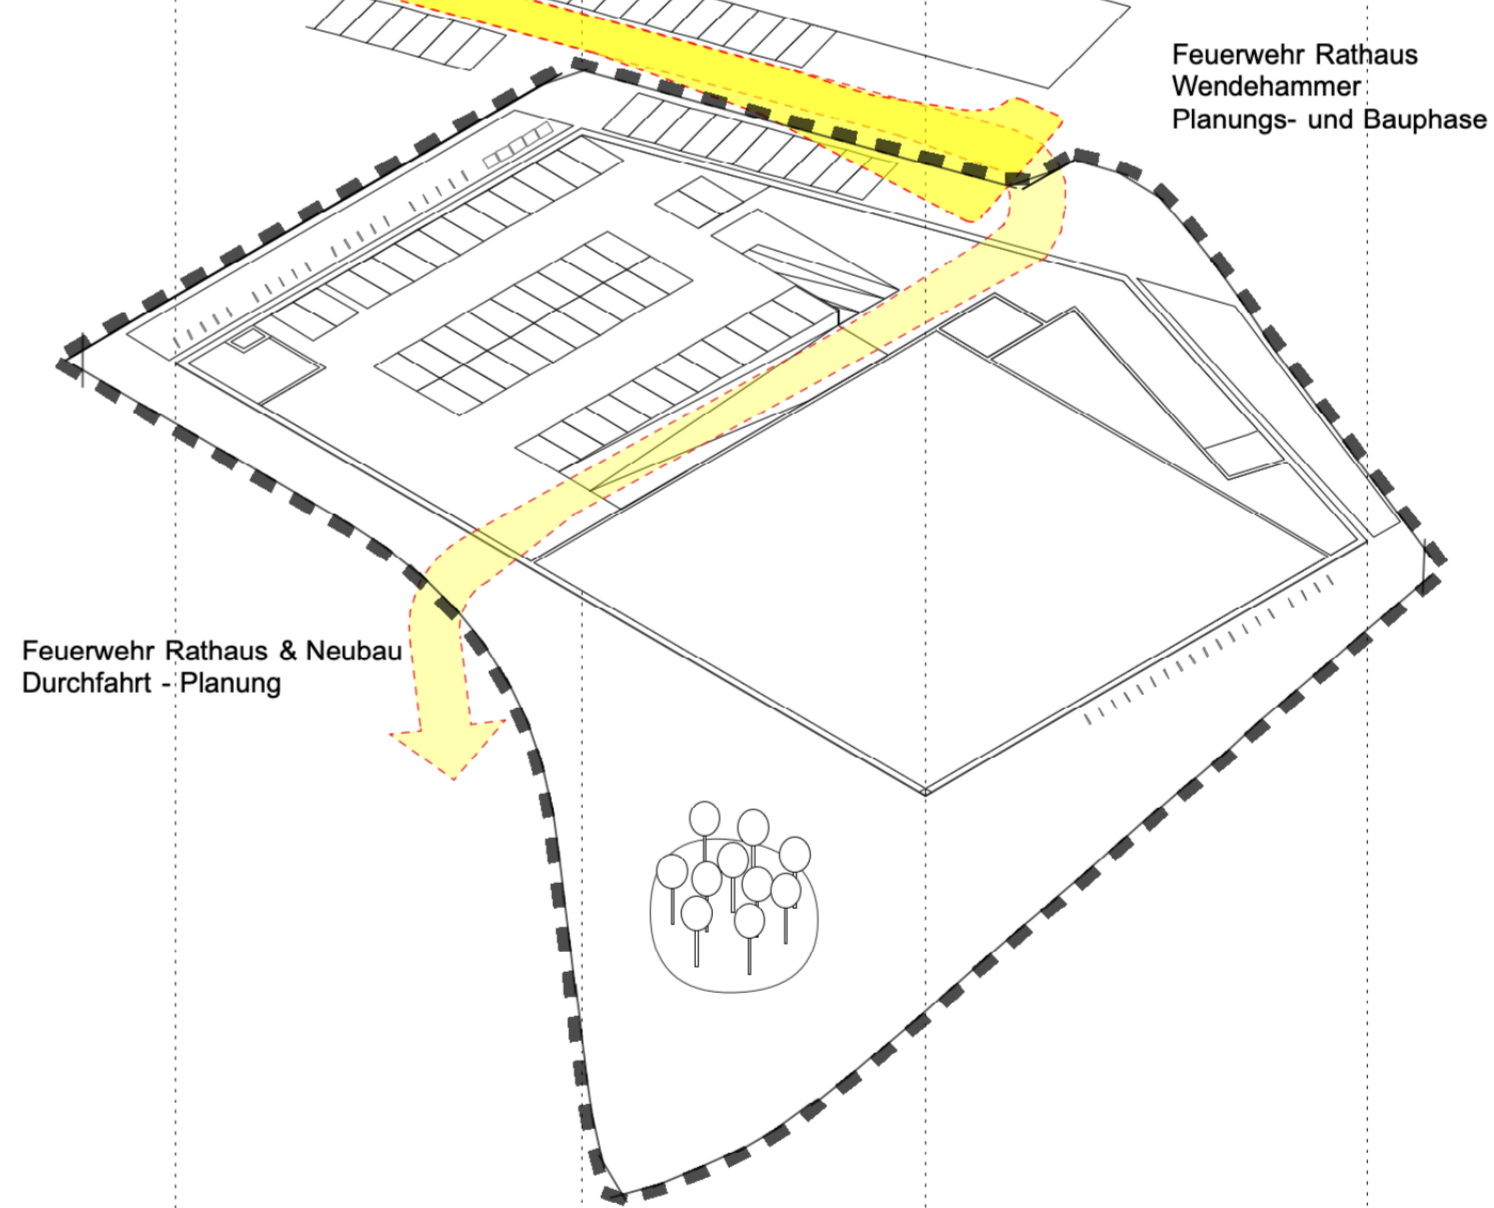 Feuerwehr Rathaus
Wendehammer
Planungs- und Bauphase
Feuerwehr Rathaus & Neubau
Durchfahrt - Planung